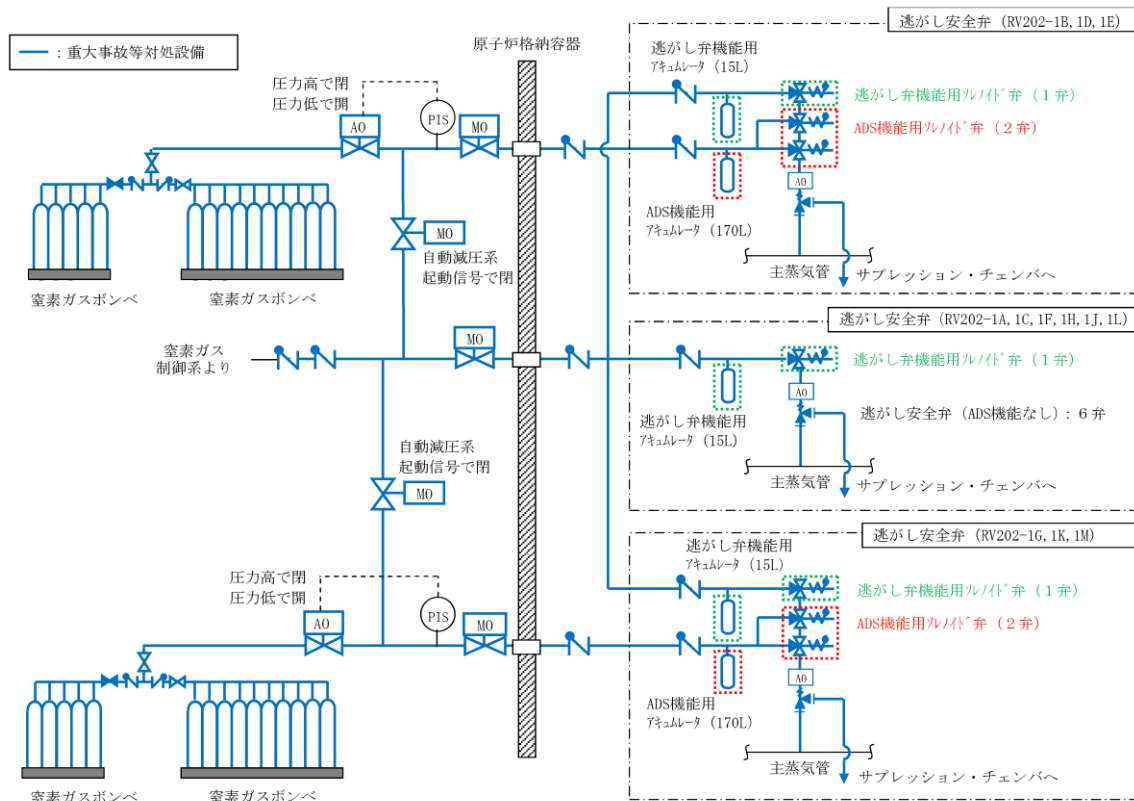 ━━ : 重大事故等対処設備
原子炉格納容器
圧力高で閉
圧力低で開
AO
PIS
MO
MO
自動減圧系
起動信号で閉
窒素ガスボンベ
窒素ガスボンベ
窒素ガス
制御系より
MO
自動減圧系
起動信号で閉
MO
圧力高で閉
圧力低で開
AO
PIS
MO
窒素ガスボンベ
窒素ガスボンベ
逃がし安全弁 (RV202-1B, 1D, 1E)
逃がし弁機能用
アキュムレータ (15L)
逃がし弁機能用ソレノイド弁 (1弁)
ADS機能用ソレノイド弁 (2弁)
AO
ADS機能用
アキュムレータ (170L)
主蒸気管
サプレッション・チェンバへ
逃がし安全弁 (RV202-1A, 1C, 1F, 1H, 1J, 1L)
逃がし弁機能用ソレノイド弁 (1弁)
AO
逃がし安全弁 (ADS機能なし) : 6弁
逃がし弁機能用
アキュムレータ (15L)
主蒸気管
サプレッション・チェンバへ
逃がし安全弁 (RV202-1G, 1K, 1M)
逃がし弁機能用
アキュムレータ (15L)
逃がし弁機能用ソレノイド弁 (1弁)
ADS機能用ソレノイド弁 (2弁)
AO
ADS機能用
アキュムレータ (170L)
主蒸気管
サプレッション・チェンバへ